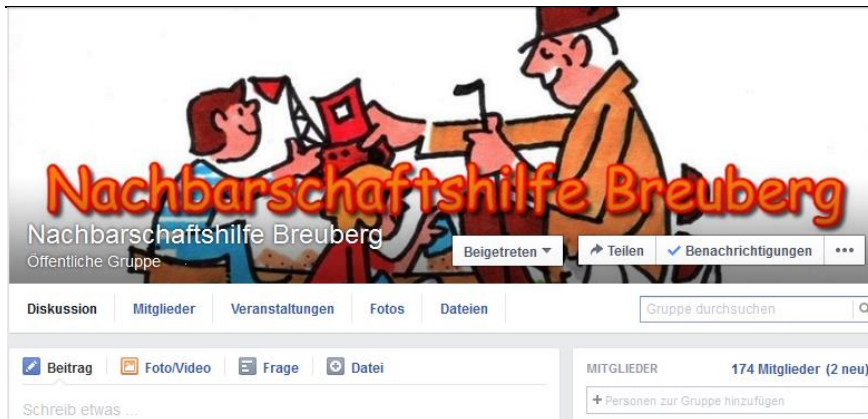 Nachbarschaftshilfe Breuberg
Nachbarschaftshilfe Breuberg
Öffentliche Gruppe
Beigetreten
Teilen
Benachrichtigungen
Diskussion Mitglieder Veranstaltungen Fotos Dateien
Gruppe durchsuchen
Beitrag Foto/Video Frage Datei
MITGLIEDER 174 Mitglieder (2 neu)
Schreib etwas ...
+ Personen zur Gruppe hinzufügen